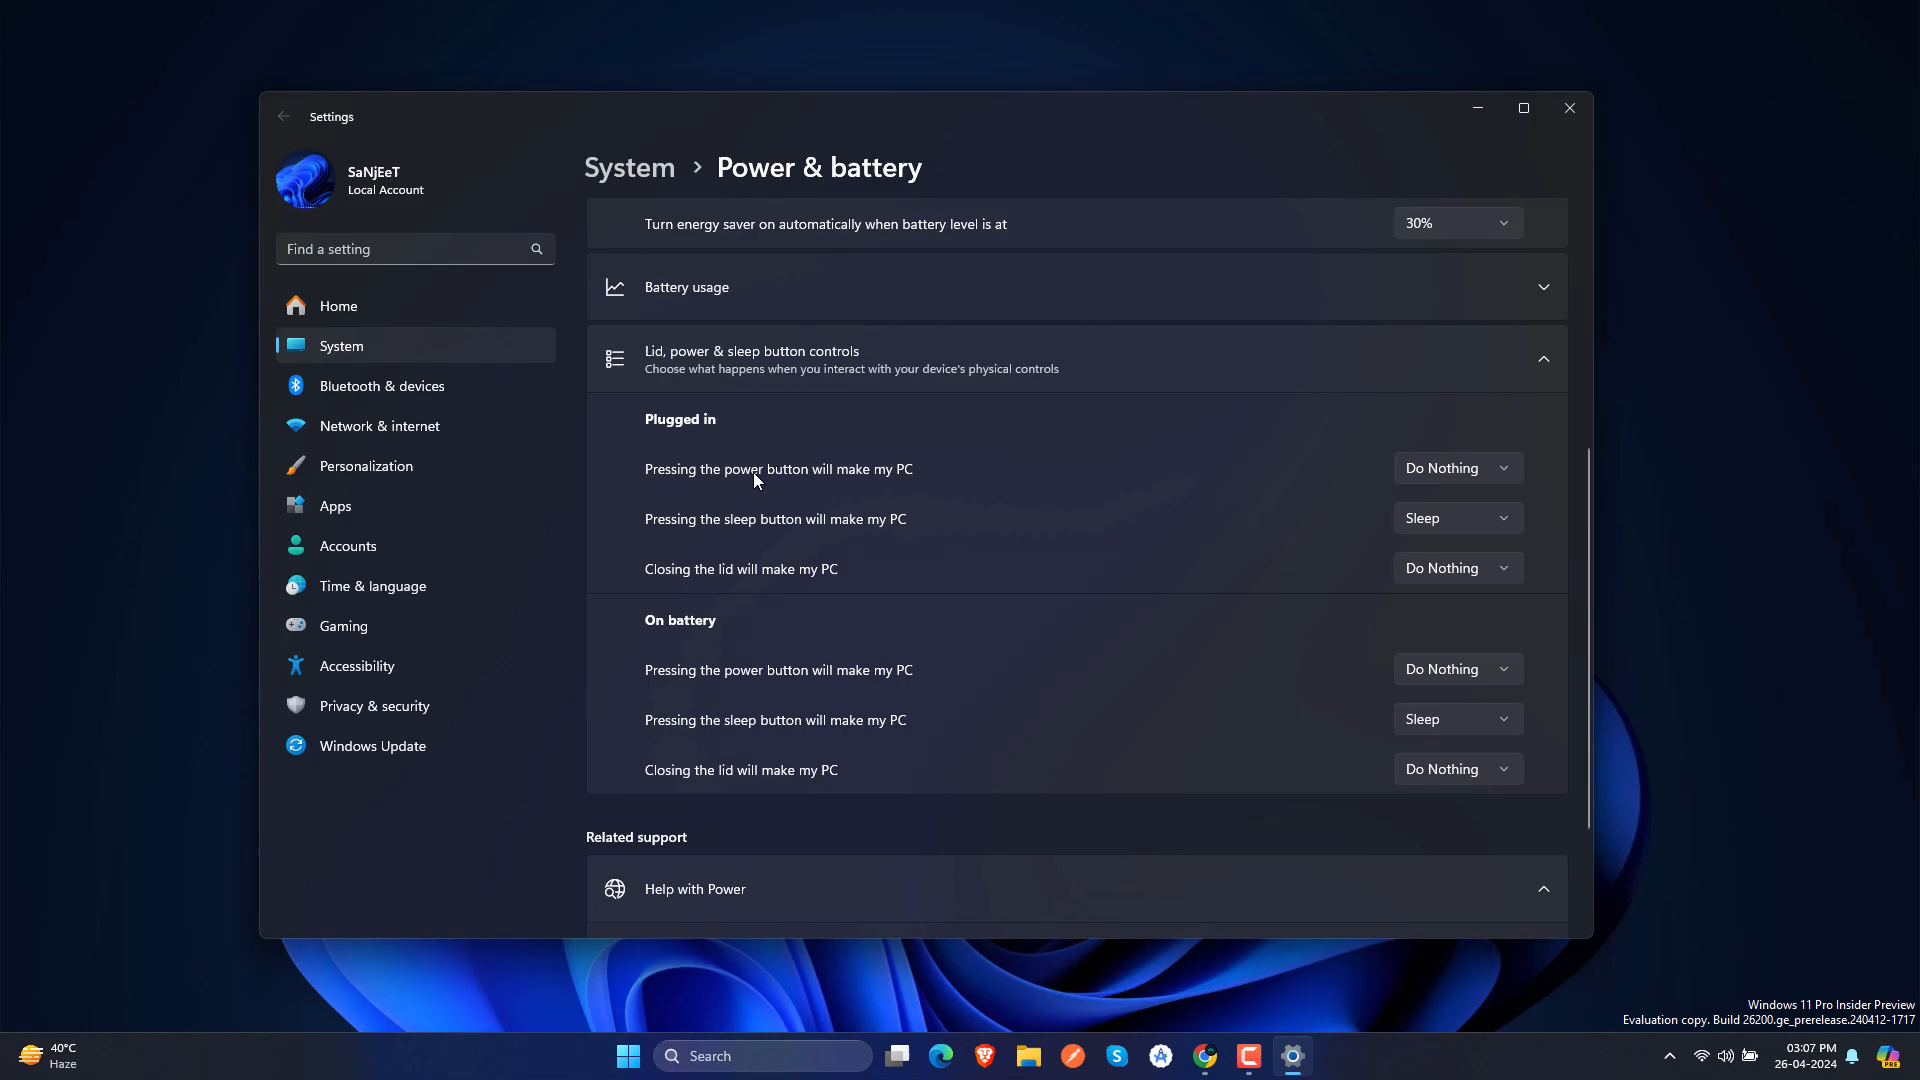 Settings
SaNjEeT
Local Account
Find a setting
Home
System
Bluetooth & devices
Network & internet
Personalization
Apps
Accounts
Time & language
Gaming
Accessibility
Privacy & security
Windows Update
System > Power & battery
Turn energy saver on automatically when battery level is at 30%
Battery usage
Lid, power & sleep button controls
Choose what happens when you interact with your device's physical controls
Plugged in
Pressing the power button will make my PC Do Nothing
Pressing the sleep button will make my PC Sleep
Closing the lid will make my PC Do Nothing
On battery
Pressing the power button will make my PC Do Nothing
Pressing the sleep button will make my PC Sleep
Closing the lid will make my PC Do Nothing
Related support
Help with Power
Windows 11 Pro Insider Preview
Evaluation copy. Build 26200.ge_prerelease.240412-1717
40°C
Haze
Search
03:07 PM
26-04-2024
PRE